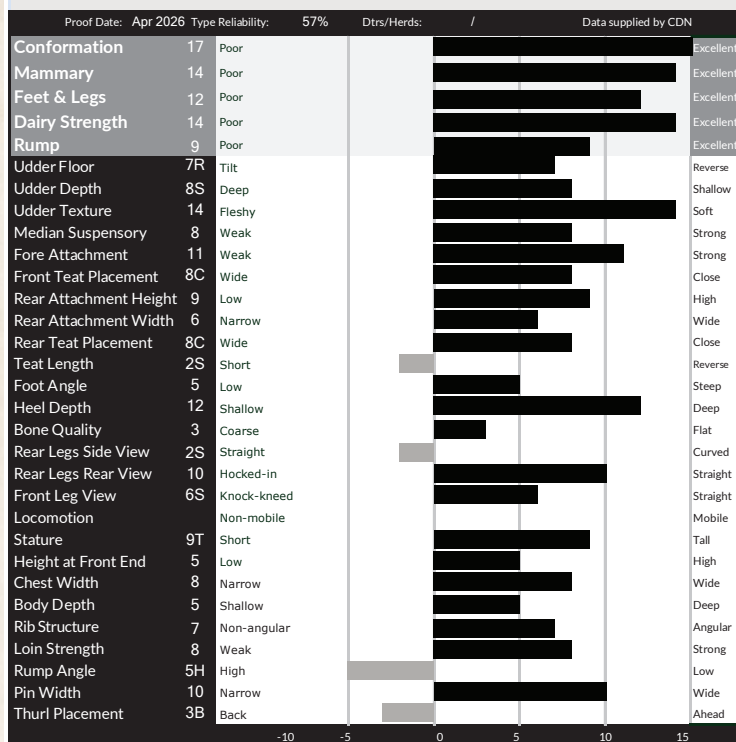 Proof Date: Apr 2026 Type Reliability: 57% Dtrs/Herds: / Data supplied by CDN
Conformation 17 Poor Excellent
Mammary 14 Poor Excellent
Feet & Legs 12 Poor Excellent
Dairy Strength 14 Poor Excellent
Rump 9 Poor Excellent
Udder Floor 7R Tilt Reverse
Udder Depth 8S Deep Shallow
Udder Texture 14 Fleshy Soft
Median Suspensory 8 Weak Strong
Fore Attachment 11 Weak Strong
Front Teat Placement 8C Wide Close
Rear Attachment Height 9 Low High
Rear Attachment Width 6 Narrow Wide
Rear Teat Placement 8C Wide Close
Teat Length 2S Short Reverse
Foot Angle 5 Low Steep
Heel Depth 12 Shallow Deep
Bone Quality 3 Coarse Flat
Rear Legs Side View 2S Straight Curved
Rear Legs Rear View 10 Hocked-in Straight
Front Leg View 6S Knock-kneed Straight
Locomotion Non-mobile Mobile
Stature 9T Short Tall
Height at Front End 5 Low High
Chest Width 8 Narrow Wide
Body Depth 5 Shallow Deep
Rib Structure 7 Non-angular Angular
Loin Strength 8 Weak Strong
Rump Angle 5H High Low
Pin Width 10 Narrow Wide
Thurl Placement 3B Back Ahead
-10 -5 0 5 10 15